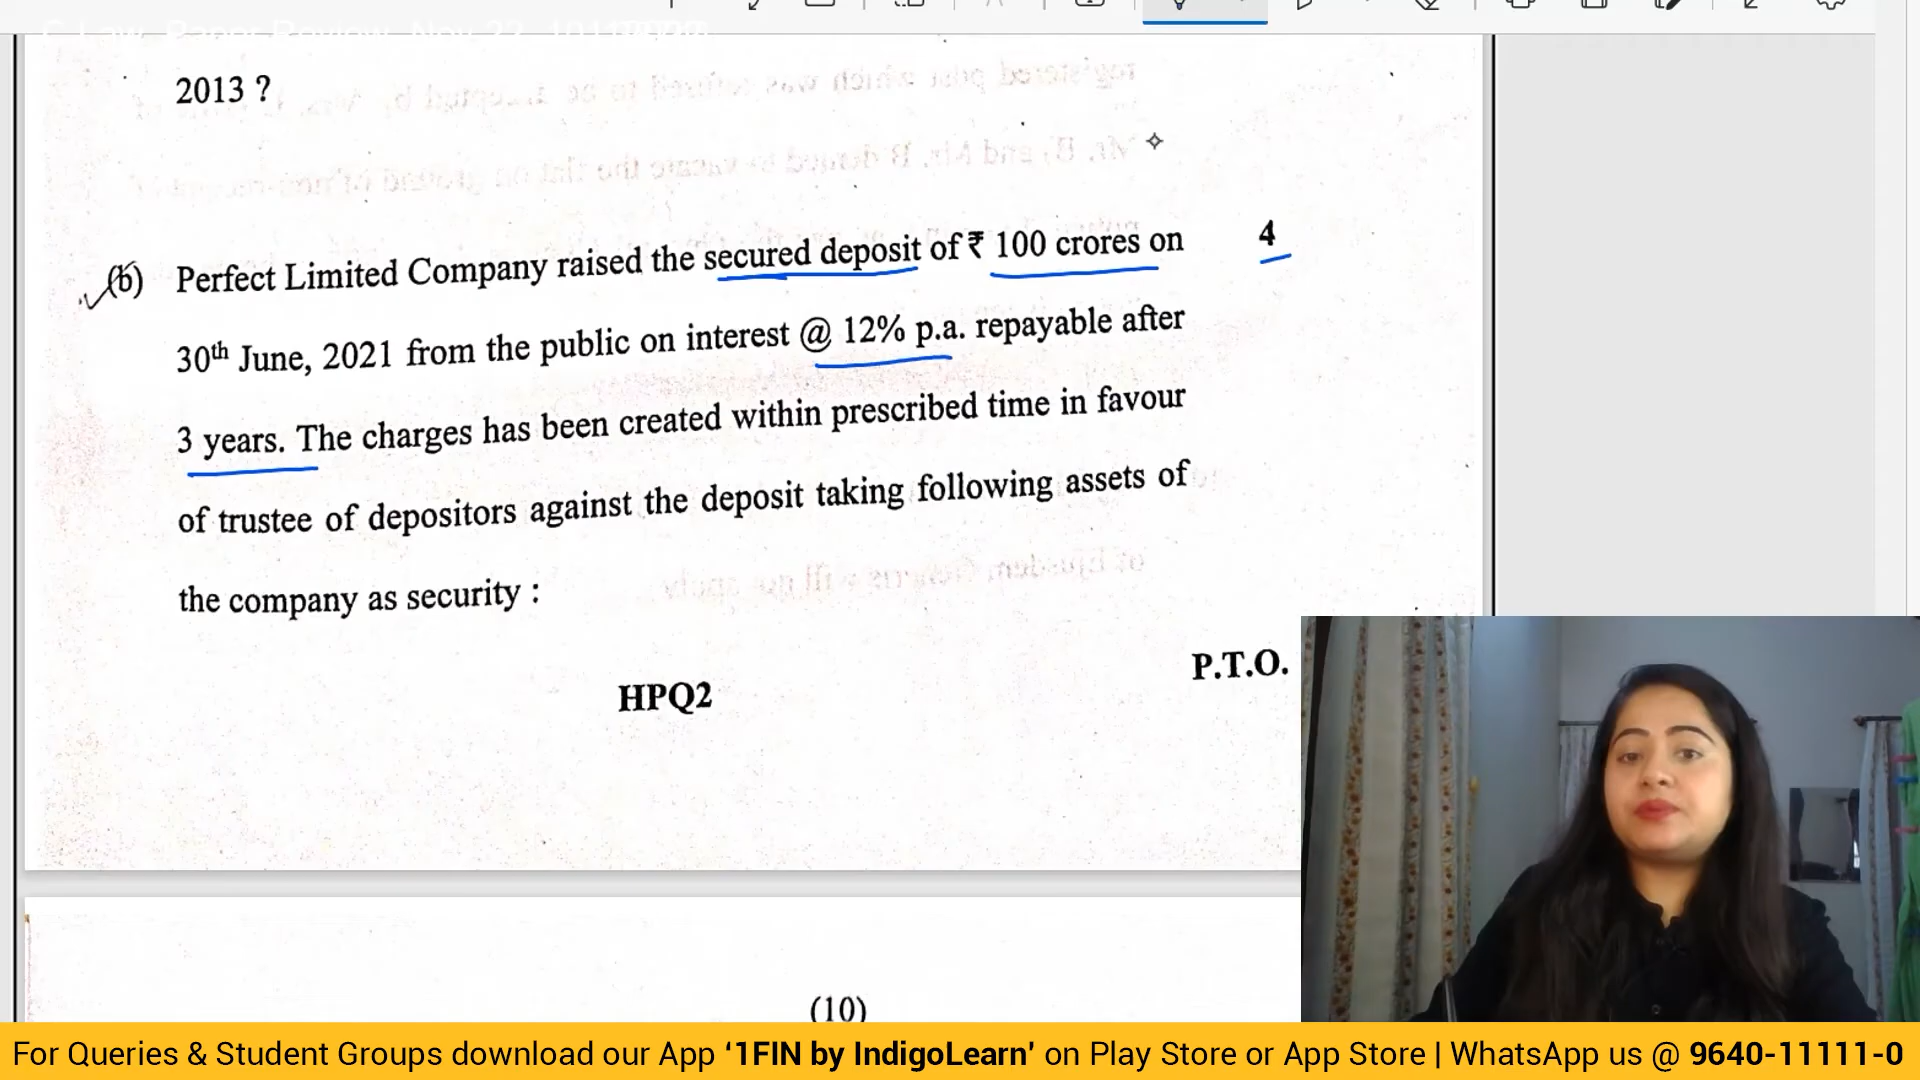 2013 ?
(b) Perfect Limited Company raised the secured deposit of ₹ 100 crores on 4
30th June, 2021 from the public on interest @ 12% p.a. repayable after
3 years. The charges has been created within prescribed time in favour
of trustee of depositors against the deposit taking following assets of
the company as security :
HPQ2
P.T.O.
(10)
For Queries & Student Groups download our App ‘1FIN by IndigoLearn’ on Play Store or App Store | WhatsApp us @ 9640-11111-0